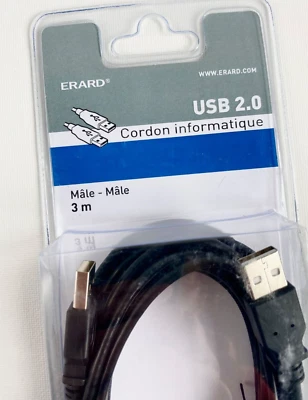 ERARD®
WWW.ERARD.COM
USB 2.0
Cordon informatique
Mâle - Mâle
3 m